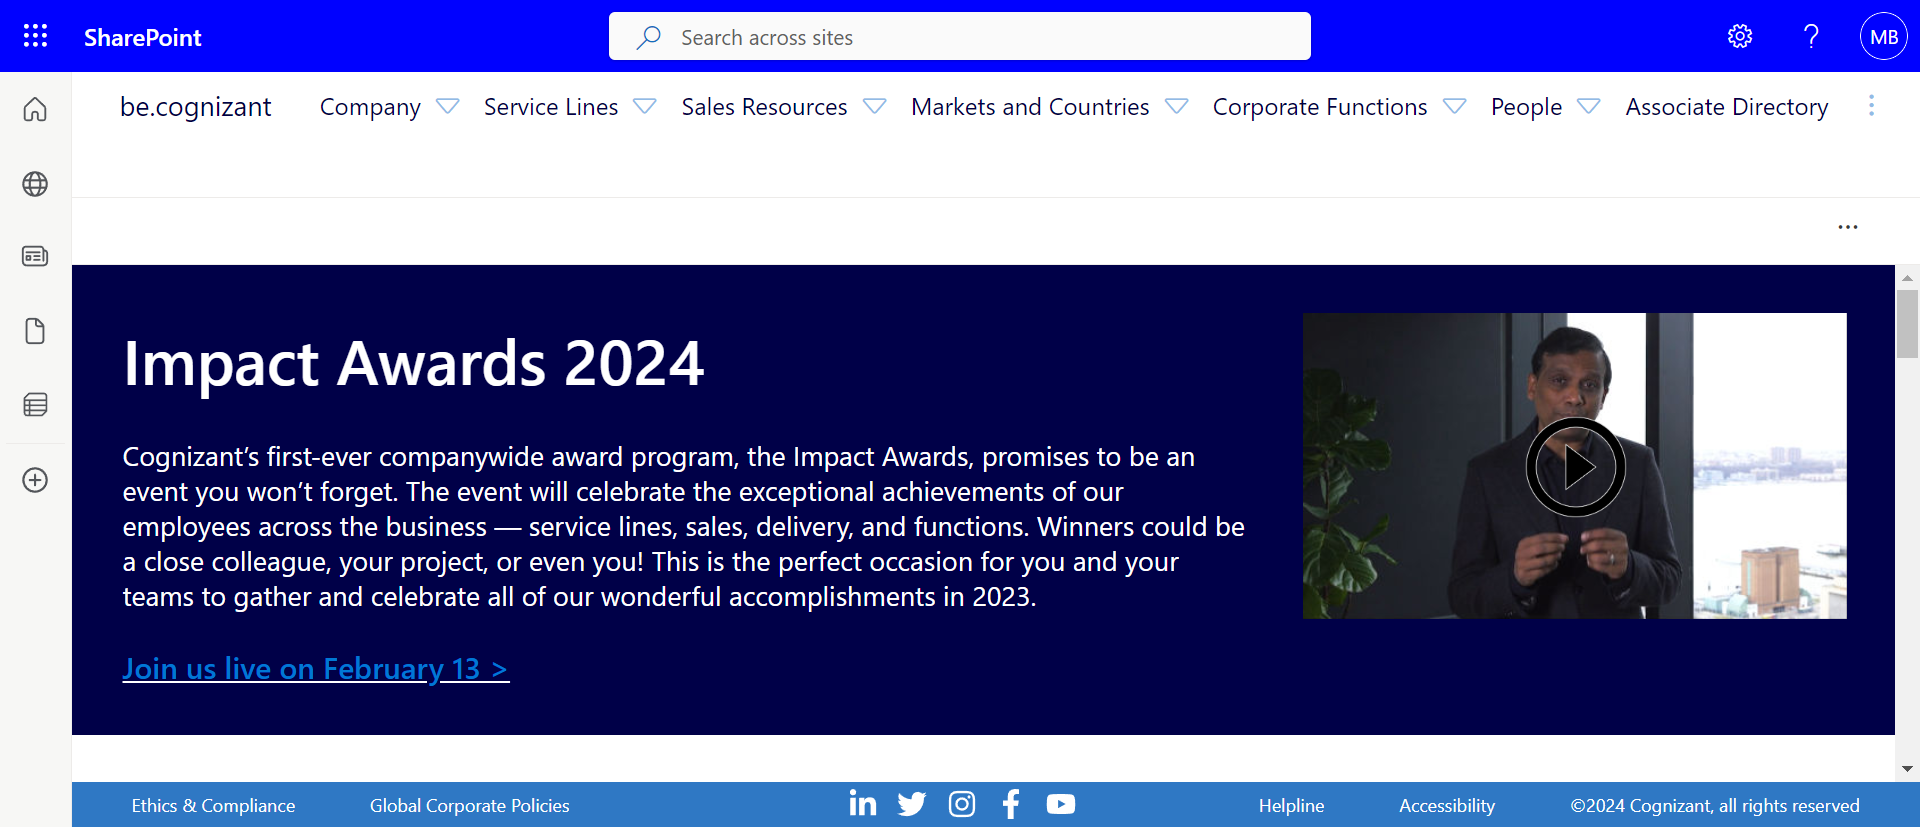 SharePoint
Search across sites
MB
be.cognizant
Company
Service Lines
Sales Resources
Markets and Countries
Corporate Functions
People
Associate Directory
Impact Awards 2024
Cognizant’s first-ever companywide award program, the Impact Awards, promises to be an
event you won’t forget. The event will celebrate the exceptional achievements of our
employees across the business — service lines, sales, delivery, and functions. Winners could be
a close colleague, your project, or even you! This is the perfect occasion for you and your
teams to gather and celebrate all of our wonderful accomplishments in 2023.
Join us live on February 13 >
Ethics & Compliance
Global Corporate Policies
Helpline
Accessibility
©2024 Cognizant, all rights reserved